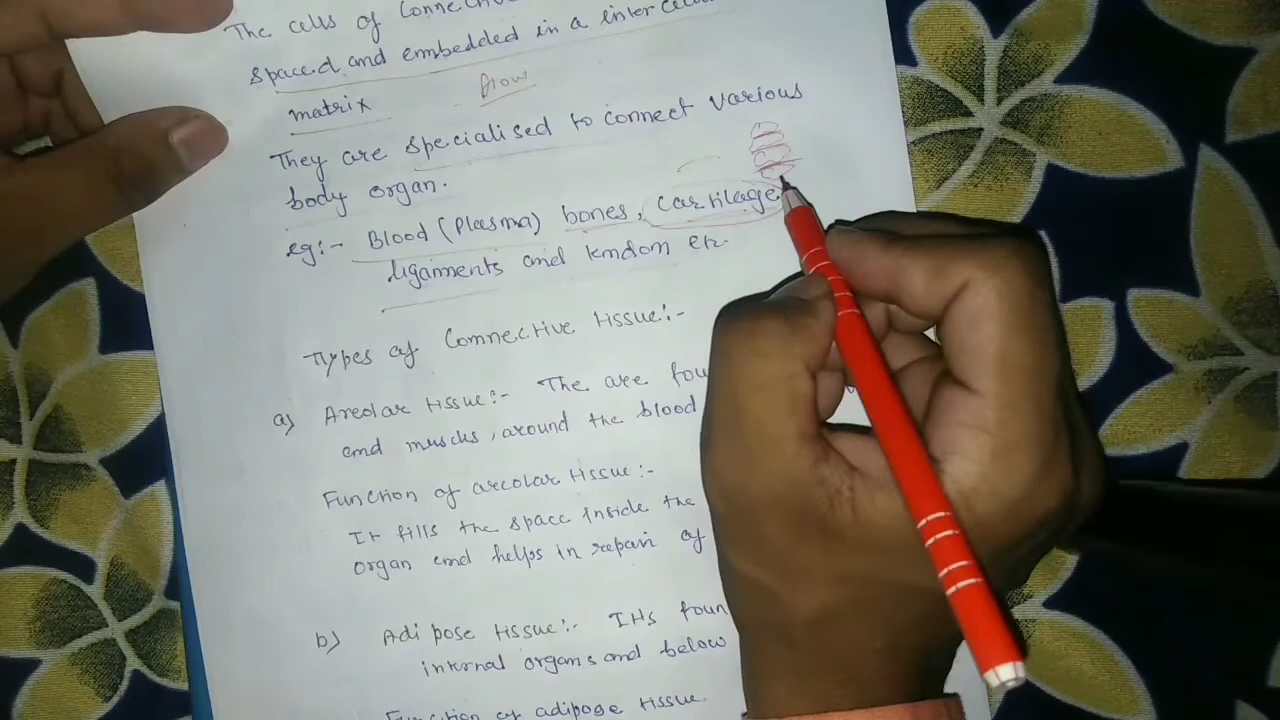 The cells of Connective
spaced and embedded in a inter
matrix
flow
They are specialised to connect various
body organ.
eg:- Blood (plasma) bones, cartilage
ligaments and kndom etc.
Types of Connective tissue:-
a) Areolar tissue:- The are fou
and muscls, around the blood
Function of areolar tissue:-
It fills the space inside the
organ and helps in repair of
b) Adipose tissue:- It's foun
internal organs and below
Function of adipose tissue.